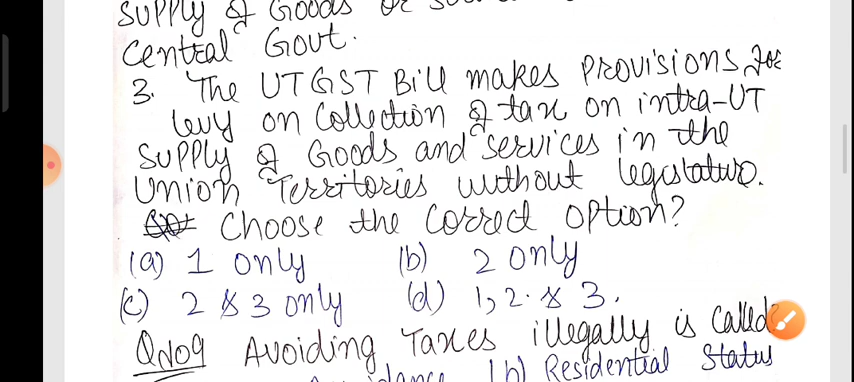 Supply of Goods or
Central Govt.
3. The UTGST Bill makes provisions for
levy on collection of tax on intra-UT
supply of Goods and services in the
Union Territories without legislature.
Choose the correct option?
(a) 1 only (b) 2 only
(c) 2 & 3 only (d) 1, 2. & 3.
Q.No9 Avoiding Taxes illegally is called
(b) Residential Status